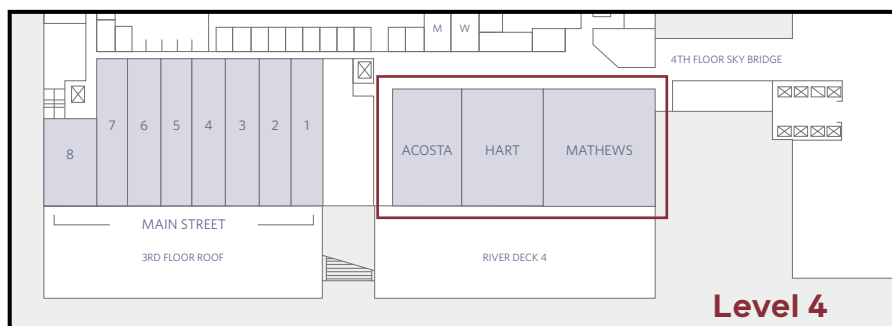 M W
4TH FLOOR SKY BRIDGE
8 7 6 5 4 3 2 1
ACOSTA HART MATHEWS
MAIN STREET
3RD FLOOR ROOF
RIVER DECK 4
Level 4